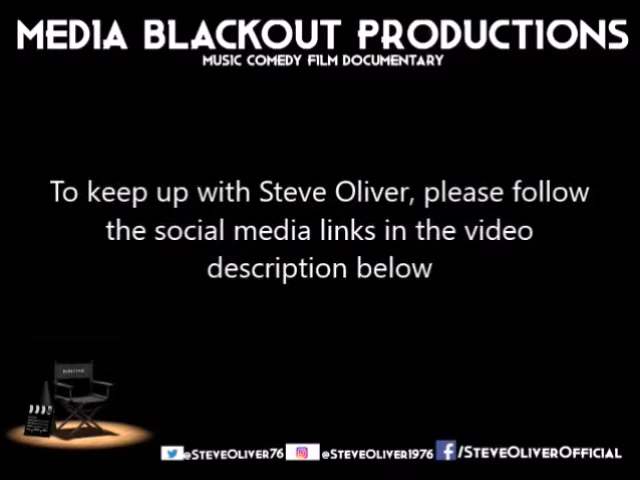 MEDIA BLACKOUT PRODUCTIONS
MUSIC COMEDY FILM DOCUMENTARY
To keep up with Steve Oliver, please follow
the social media links in the video
description below
DIRECTOR
@STEVEOLIVER76 @STEVEOLIVER1976 /STEVEOLIVEROFFICIAL